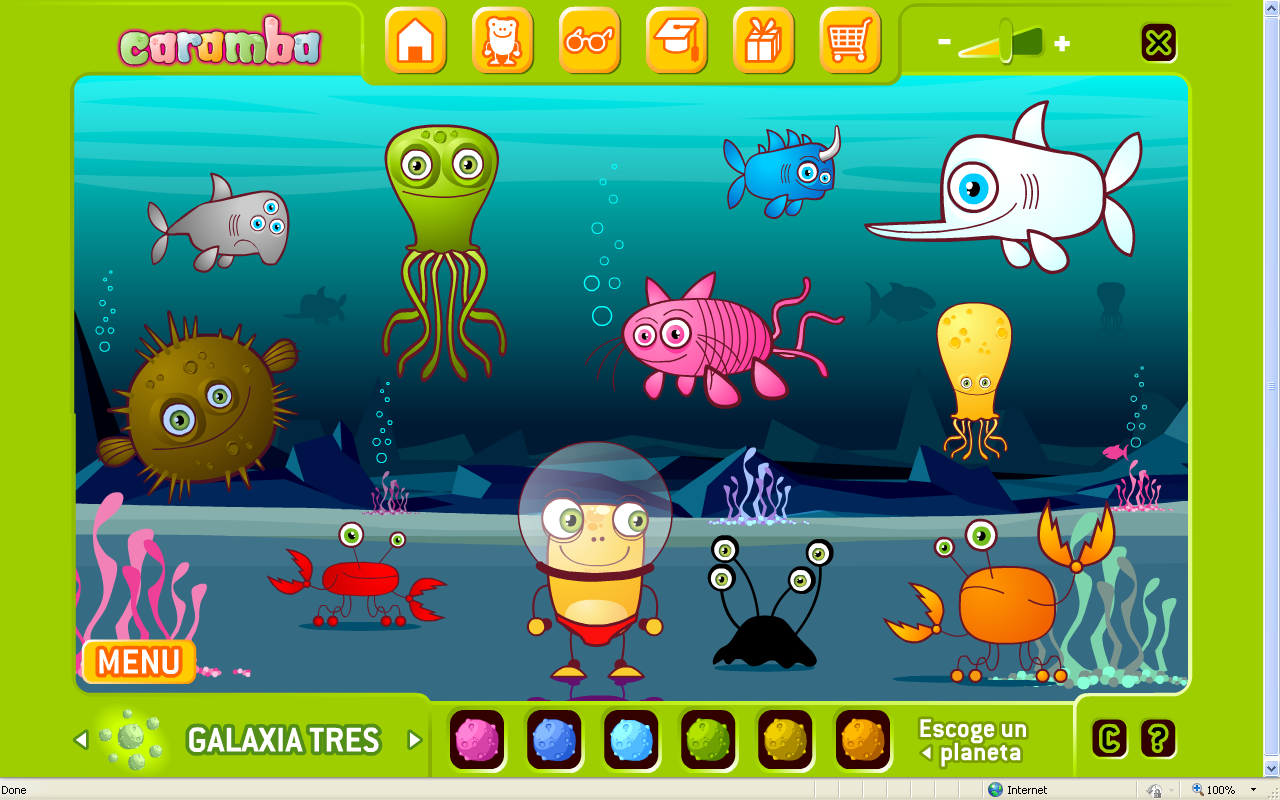 caramba
- +
MENU
GALAXIA TRES
Escoge un
planeta
C ?
Done
Internet
100%